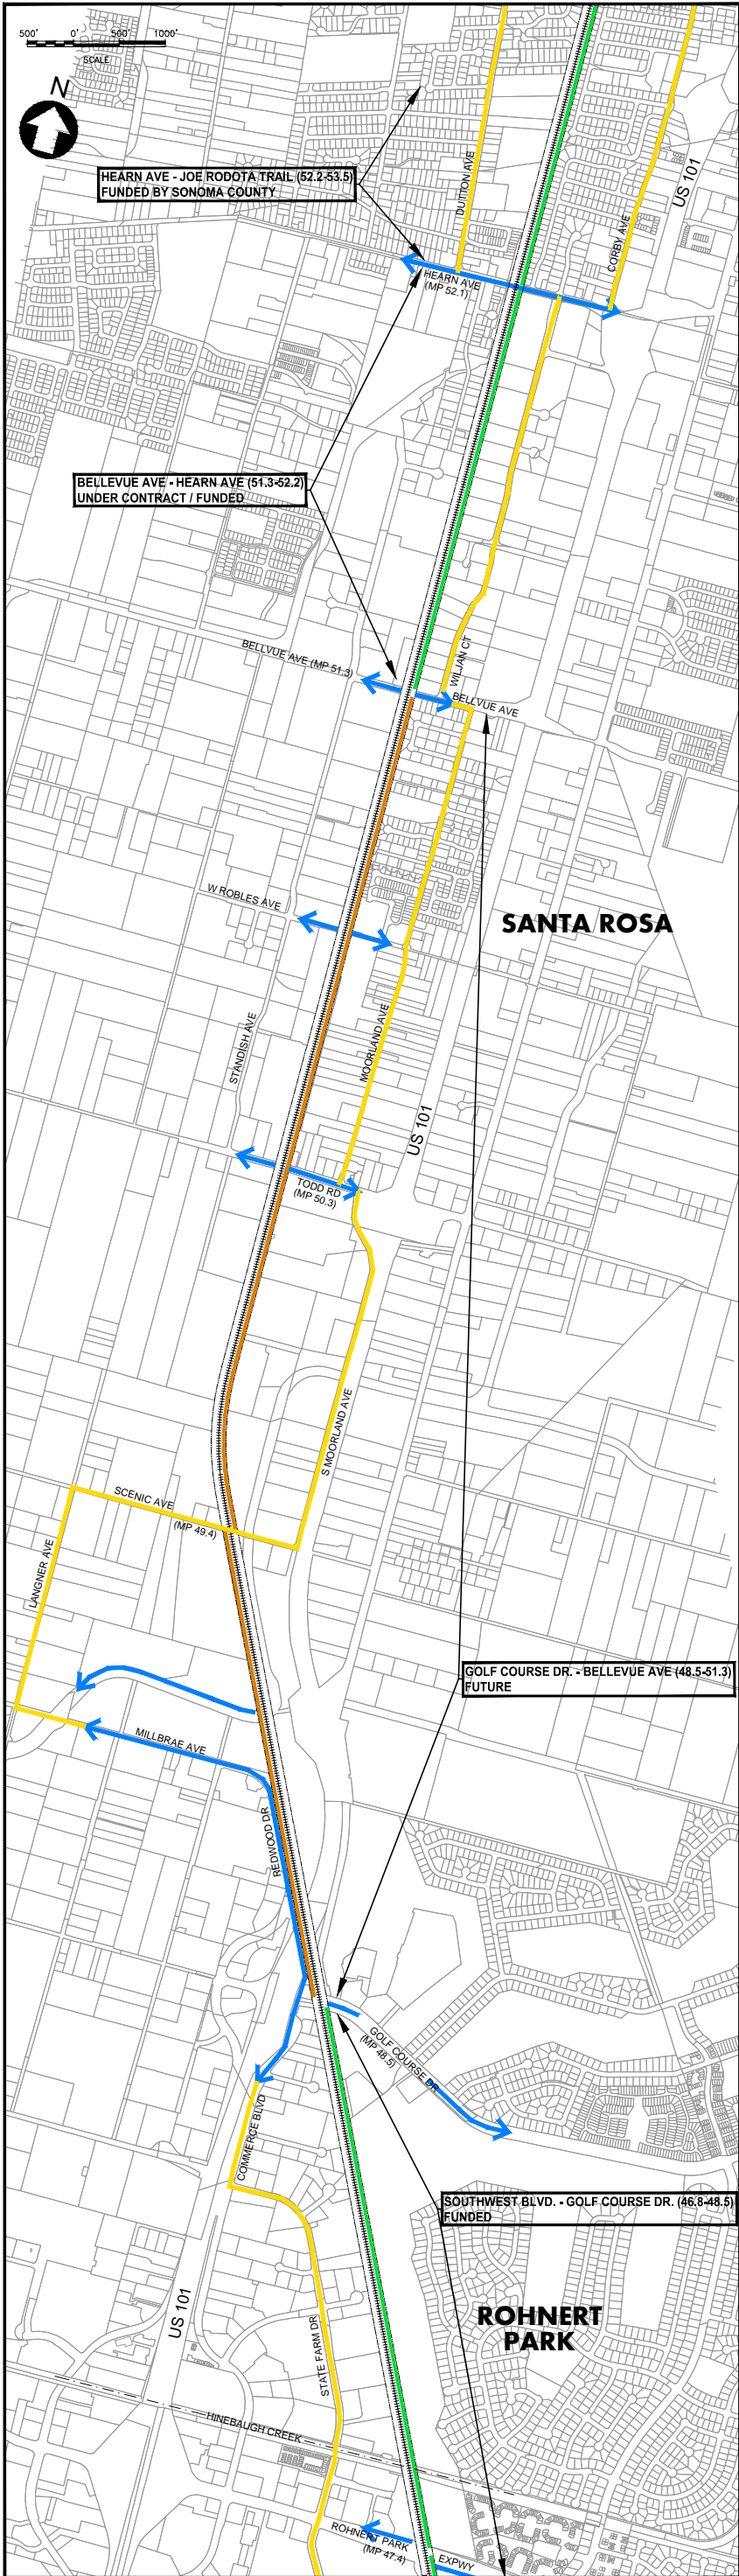 500' 0' 500' 1000'
SCALE
N
HEARN AVE - JOE RODOTA TRAIL (52.2-53.5)
FUNDED BY SONOMA COUNTY
DUTTON AVE
US 101
CORBY AVE
HEARN AVE
(MP 52.1)
BELLEVUE AVE - HEARN AVE (51.3-52.2)
UNDER CONTRACT / FUNDED
BELLVUE AVE (MP 51.3)
WILJAN CT
BELLVUE AVE
W ROBLES AVE
SANTA ROSA
STANDISH AVE
MOORLAND AVE
US 101
TODD RD
(MP 50.3)
S MOORLAND AVE
SCENIC AVE
(MP 49.4)
LANGNER AVE
GOLF COURSE DR. - BELLEVUE AVE (48.5-51.3)
FUTURE
MILLBRAE AVE
REDWOOD DR
GOLF COURSE DR
(MP 48.5)
COMMERCE BLVD
SOUTHWEST BLVD. - GOLF COURSE DR. (46.8-48.5)
FUNDED
US 101
ROHNERT
PARK
STATE FARM DR
HINEBAUGH CREEK
ROHNERT PARK
(MP 47.4)
EXPWY